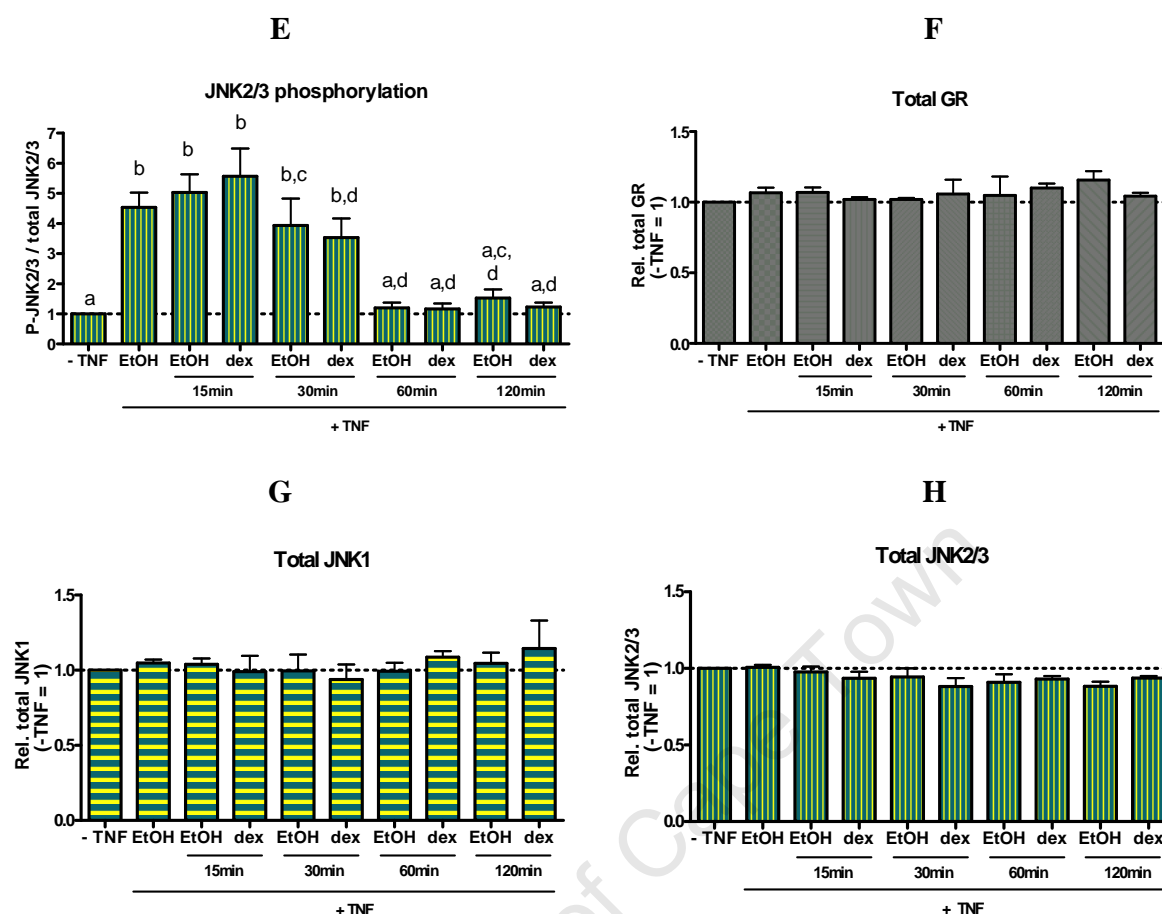 E
JNK2/3 phosphorylation
P-JNK2/3 / total JNK2/3
7
6
5
4
3
2
1
0
a
b
b
b
b,c
b,d
a,d
a,d
a,c,
d
a,d
- TNF EtOH EtOH dex EtOH dex EtOH dex EtOH dex
15min 30min 60min 120min
+ TNF
F
Total GR
Rel. total GR
(-TNF = 1)
1.5
1.0
0.5
0.0
- TNF EtOH EtOH dex EtOH dex EtOH dex EtOH dex
15min 30min 60min 120min
+ TNF
G
Total JNK1
Rel. total JNK1
(-TNF = 1)
1.5
1.0
0.5
0.0
- TNF EtOH EtOH dex EtOH dex EtOH dex EtOH dex
15min 30min 60min 120min
+ TNF
H
Total JNK2/3
Rel. total JNK2/3
(-TNF = 1)
1.5
1.0
0.5
0.0
- TNF EtOH EtOH dex EtOH dex EtOH dex EtOH dex
15min 30min 60min 120min
+ TNF
of Cape Town